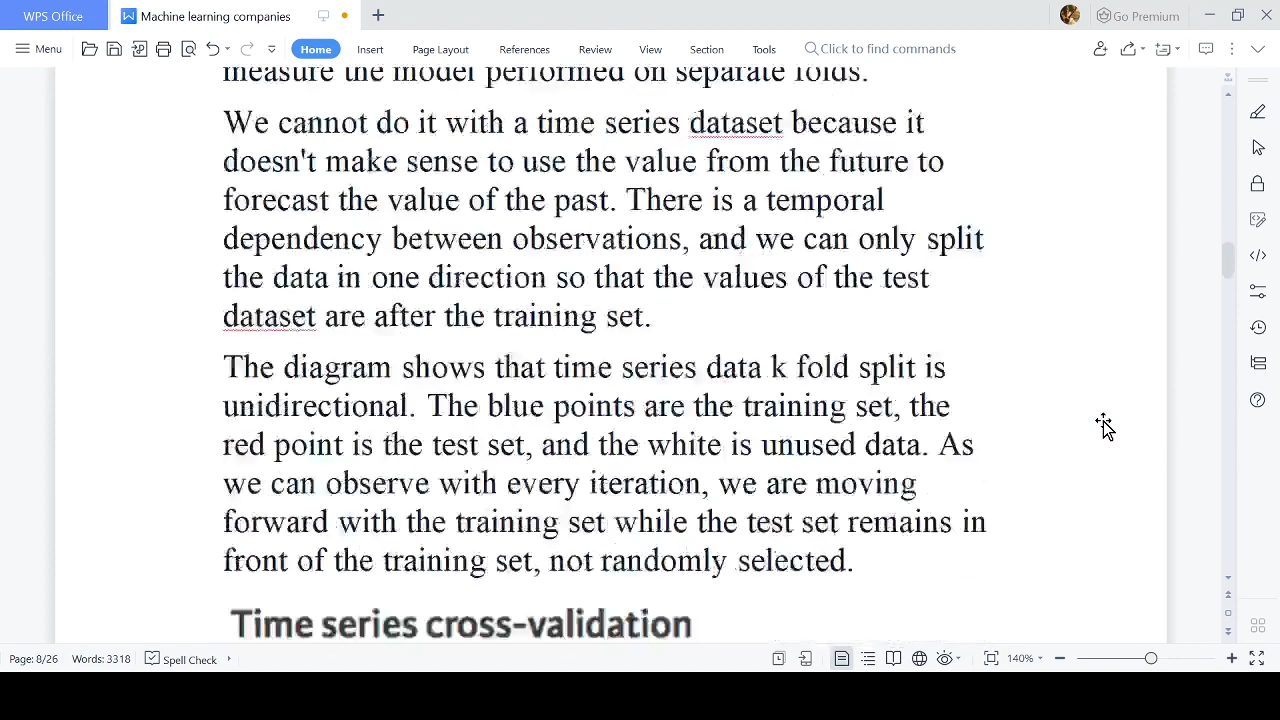 WPS Office
Machine learning companies
Go Premium
Menu
Home
Insert
Page Layout
References
Review
View
Section
Tools
Click to find commands
measure the model performed on separate folds.
We cannot do it with a time series dataset because it
doesn't make sense to use the value from the future to
forecast the value of the past. There is a temporal
dependency between observations, and we can only split
the data in one direction so that the values of the test
dataset are after the training set.
The diagram shows that time series data k fold split is
unidirectional. The blue points are the training set, the
red point is the test set, and the white is unused data. As
we can observe with every iteration, we are moving
forward with the training set while the test set remains in
front of the training set, not randomly selected.
Time series cross-validation
Page: 8/26
Words: 3318
Spell Check
140%